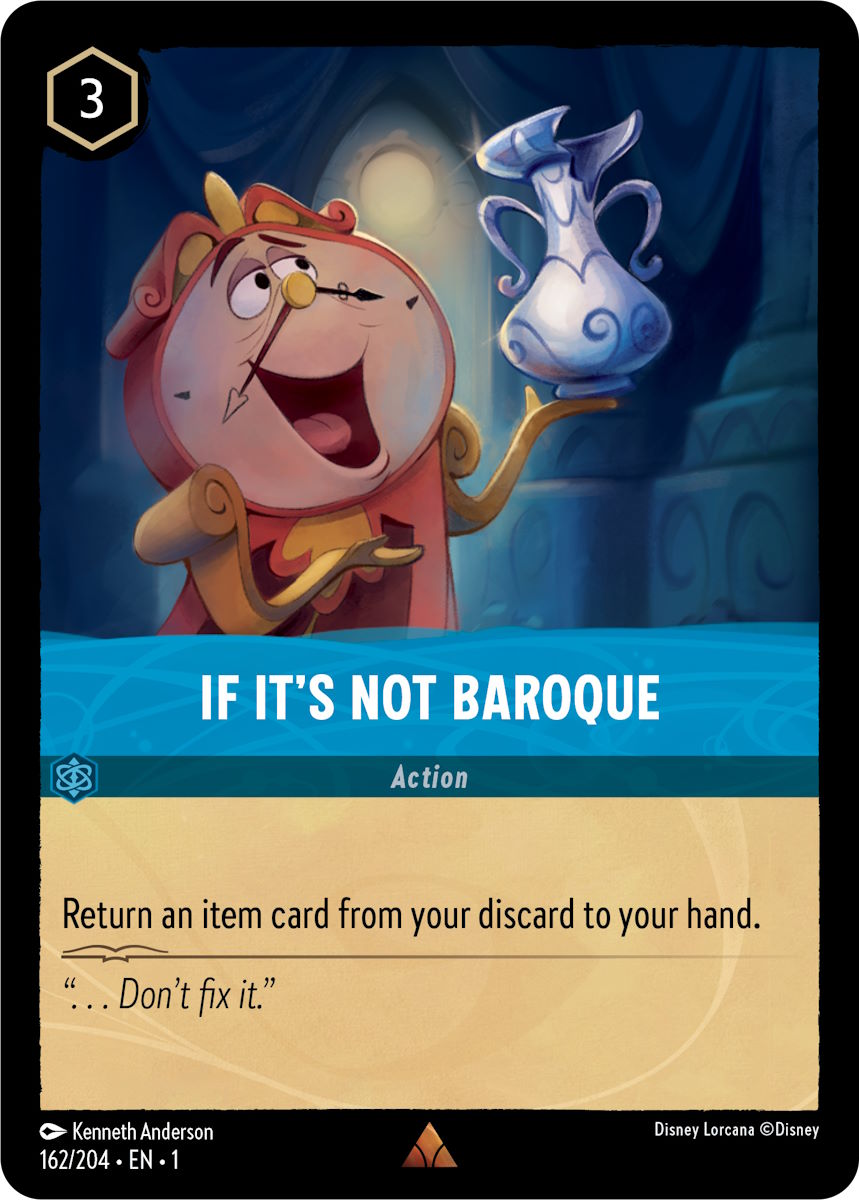 3
IF IT'S NOT BAROQUE
Action
Return an item card from your discard to your hand.
“. . . Don't fix it.”
Kenneth Anderson
Disney Lorcana ©Disney
162/204 • EN • 1